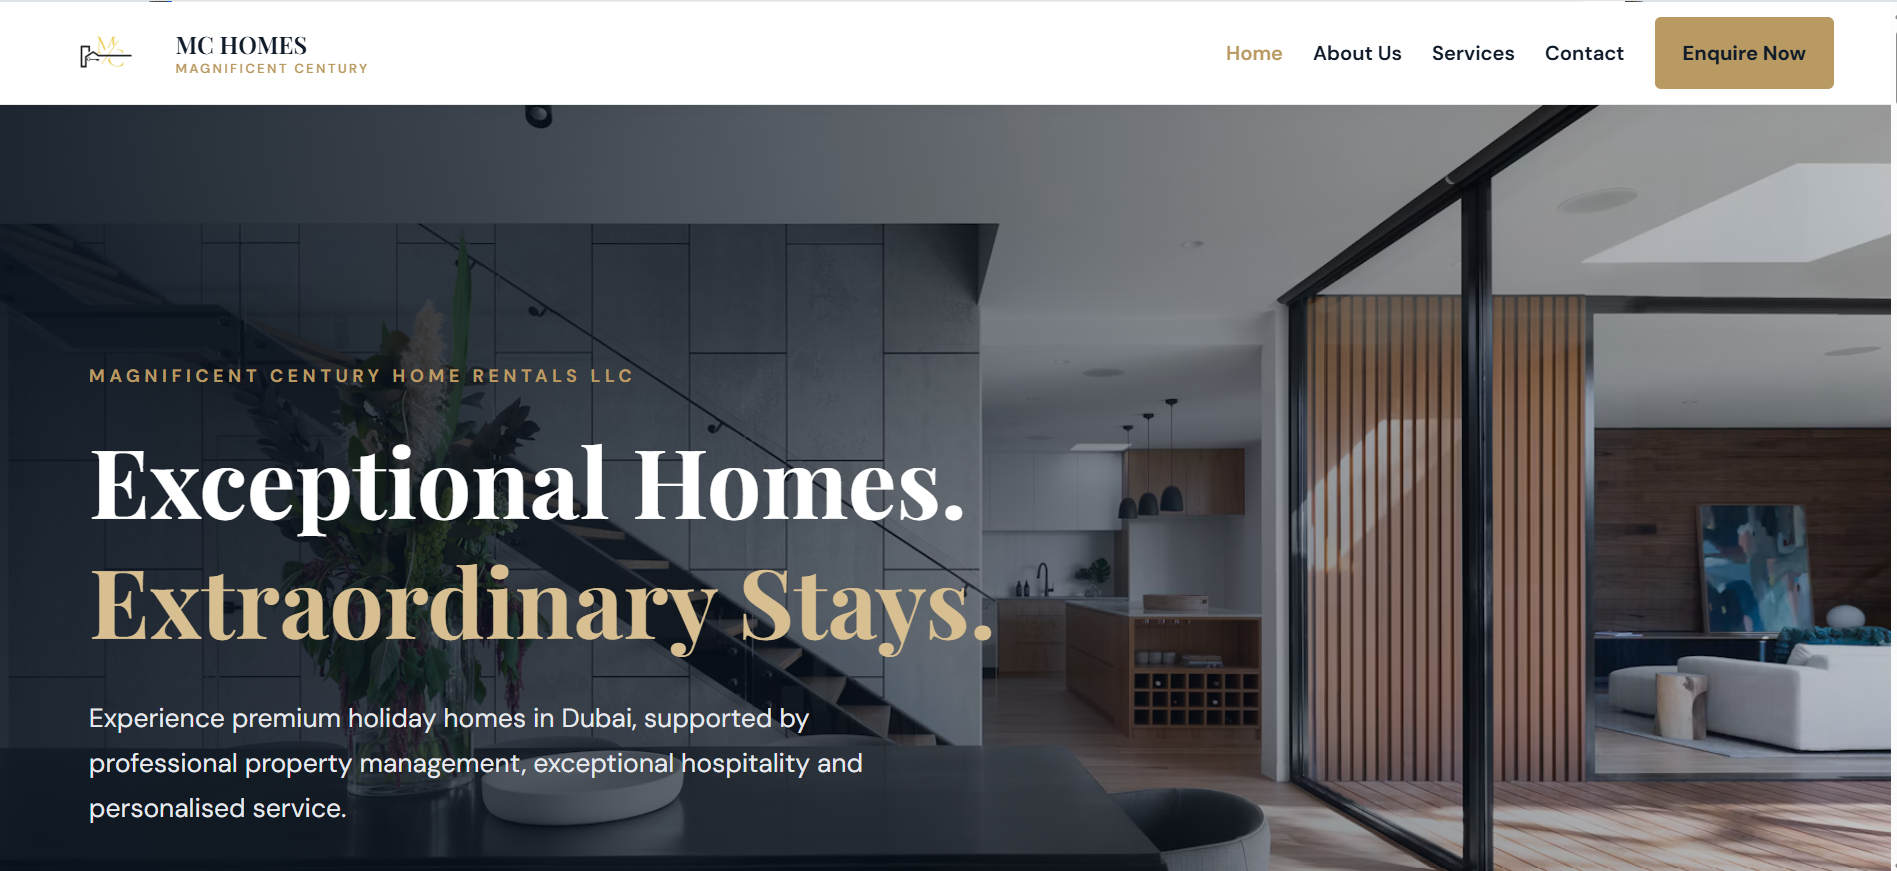 MC HOMES
MAGNIFICENT CENTURY
Home
About Us
Services
Contact
Enquire Now
MAGNIFICENT CENTURY HOME RENTALS LLC
Exceptional Homes.
Extraordinary Stays.
Experience premium holiday homes in Dubai, supported by
professional property management, exceptional hospitality and
personalised service.